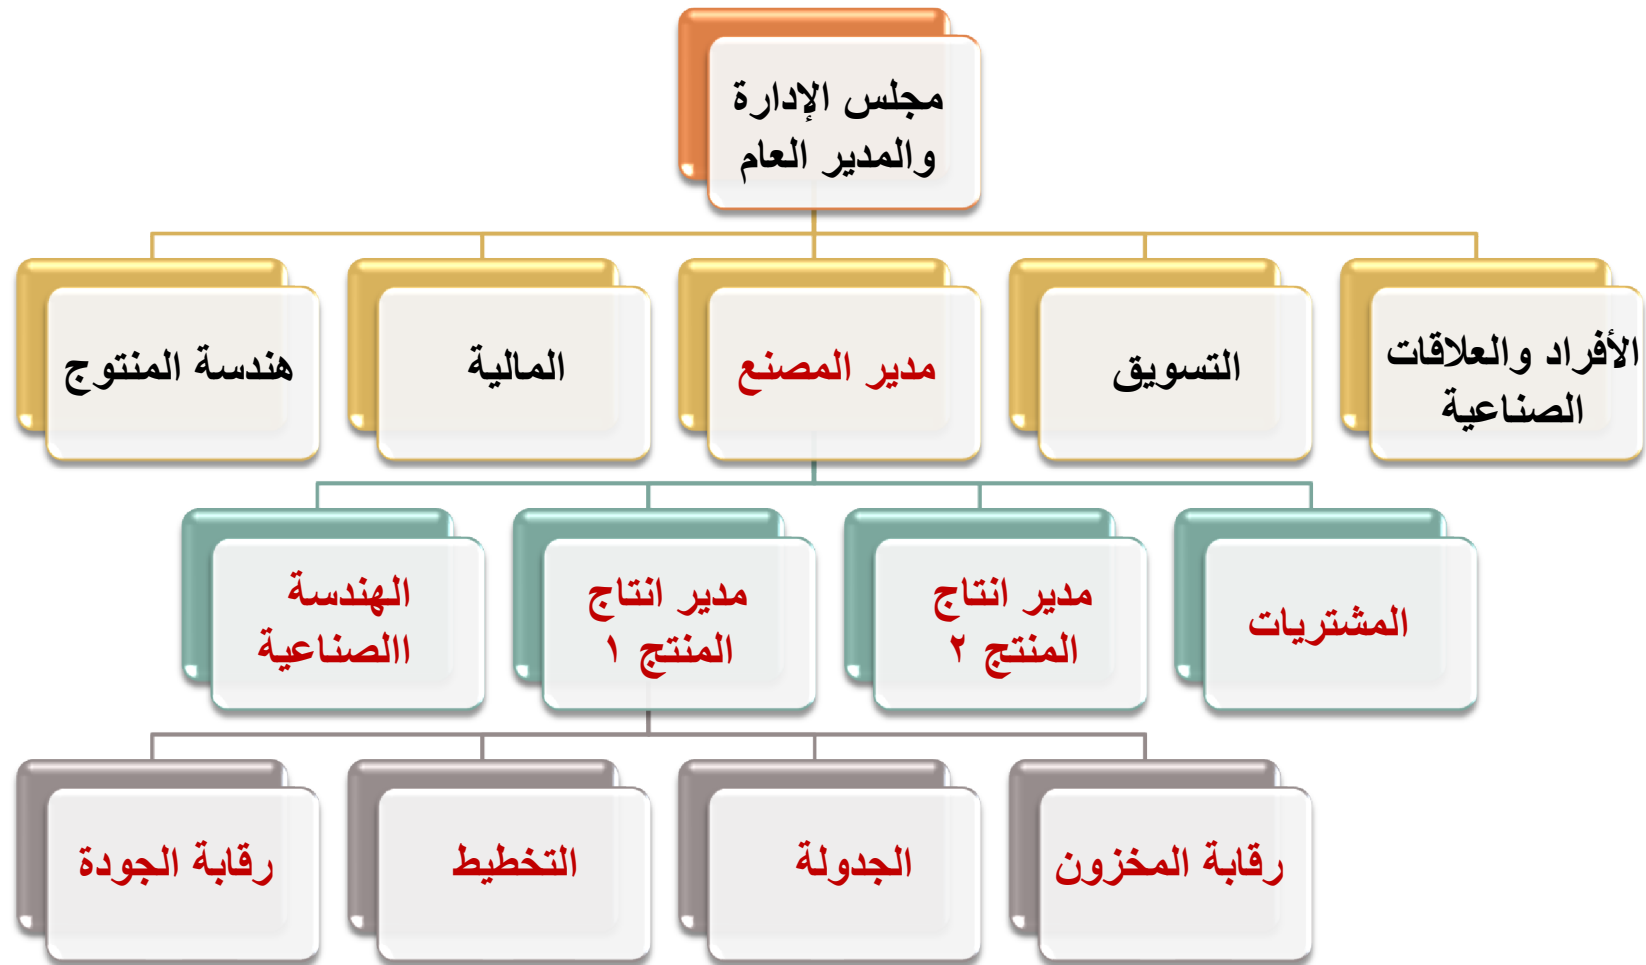 مجلس الإدارة
والمدير العام
الأفراد والعلاقات
الصناعية
التسويق
مدير المصنع
المالية
هندسة المنتوج
المشتريات
مدير انتاج
المنتج ٢
مدير انتاج
المنتج ١
الهندسة
االصناعية
رقابة المخزون
الجدولة
التخطيط
رقابة الجودة